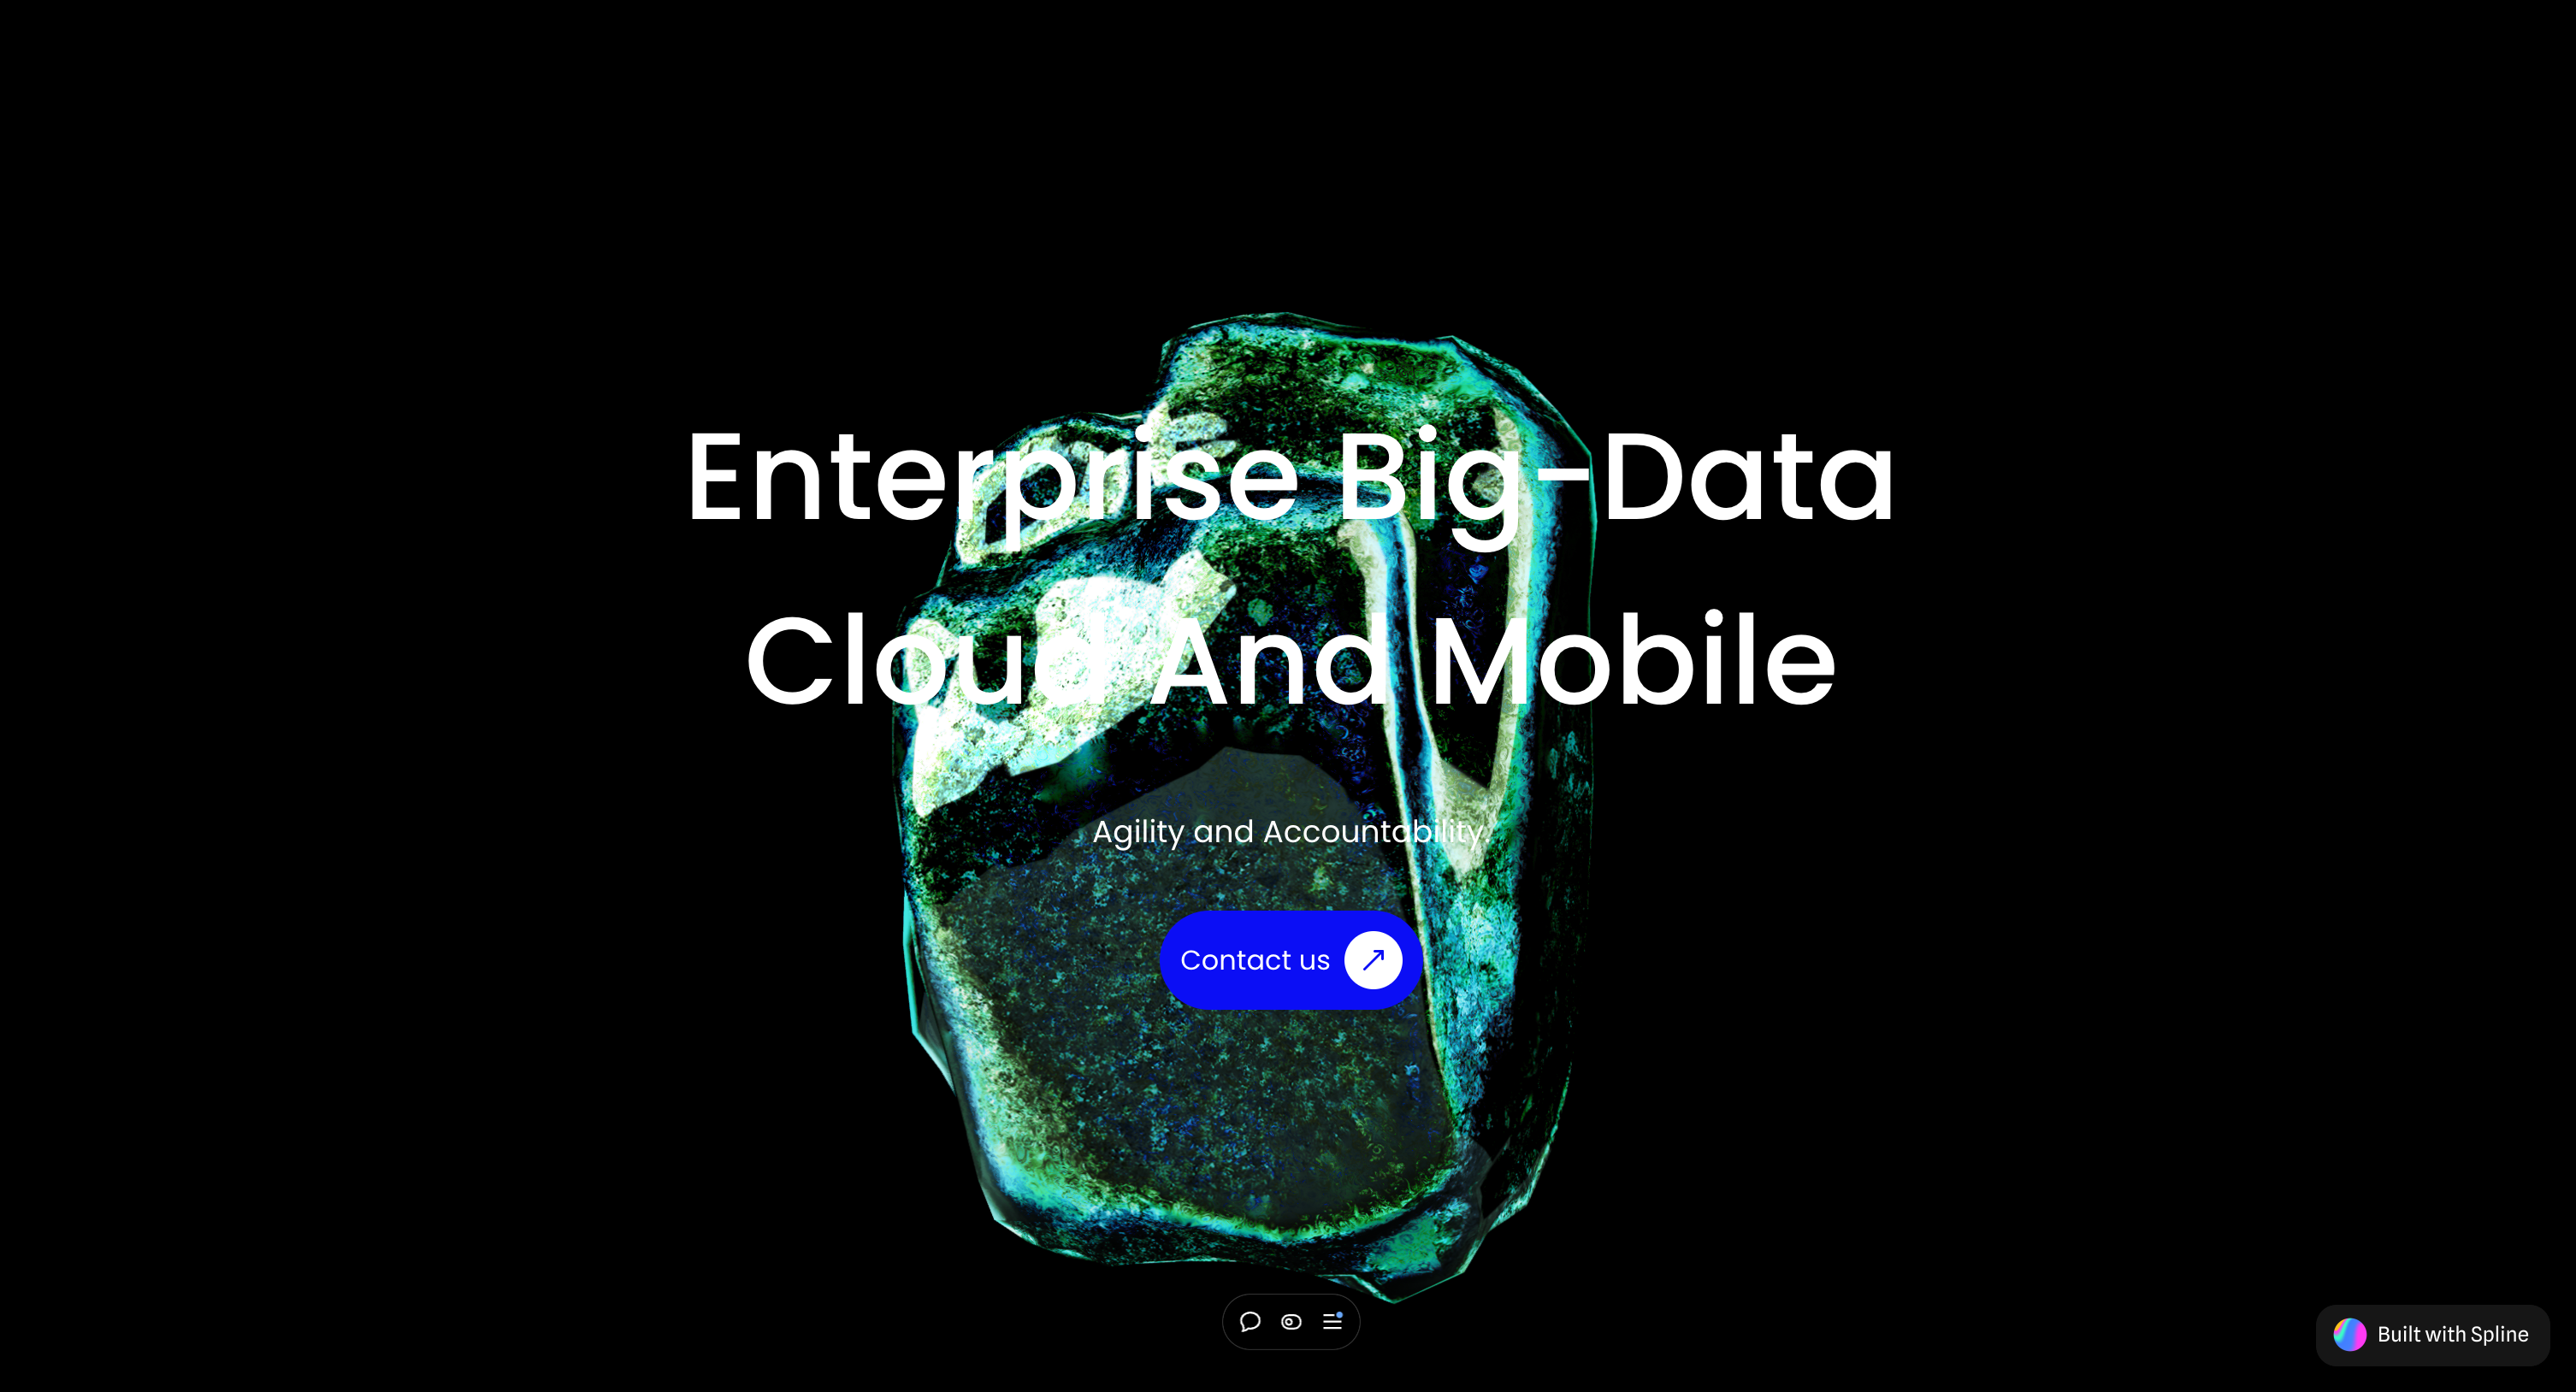 Enterprise Big-Data
Cloud And Mobile
Agility and Accountability.
Contact us
Built with Spline